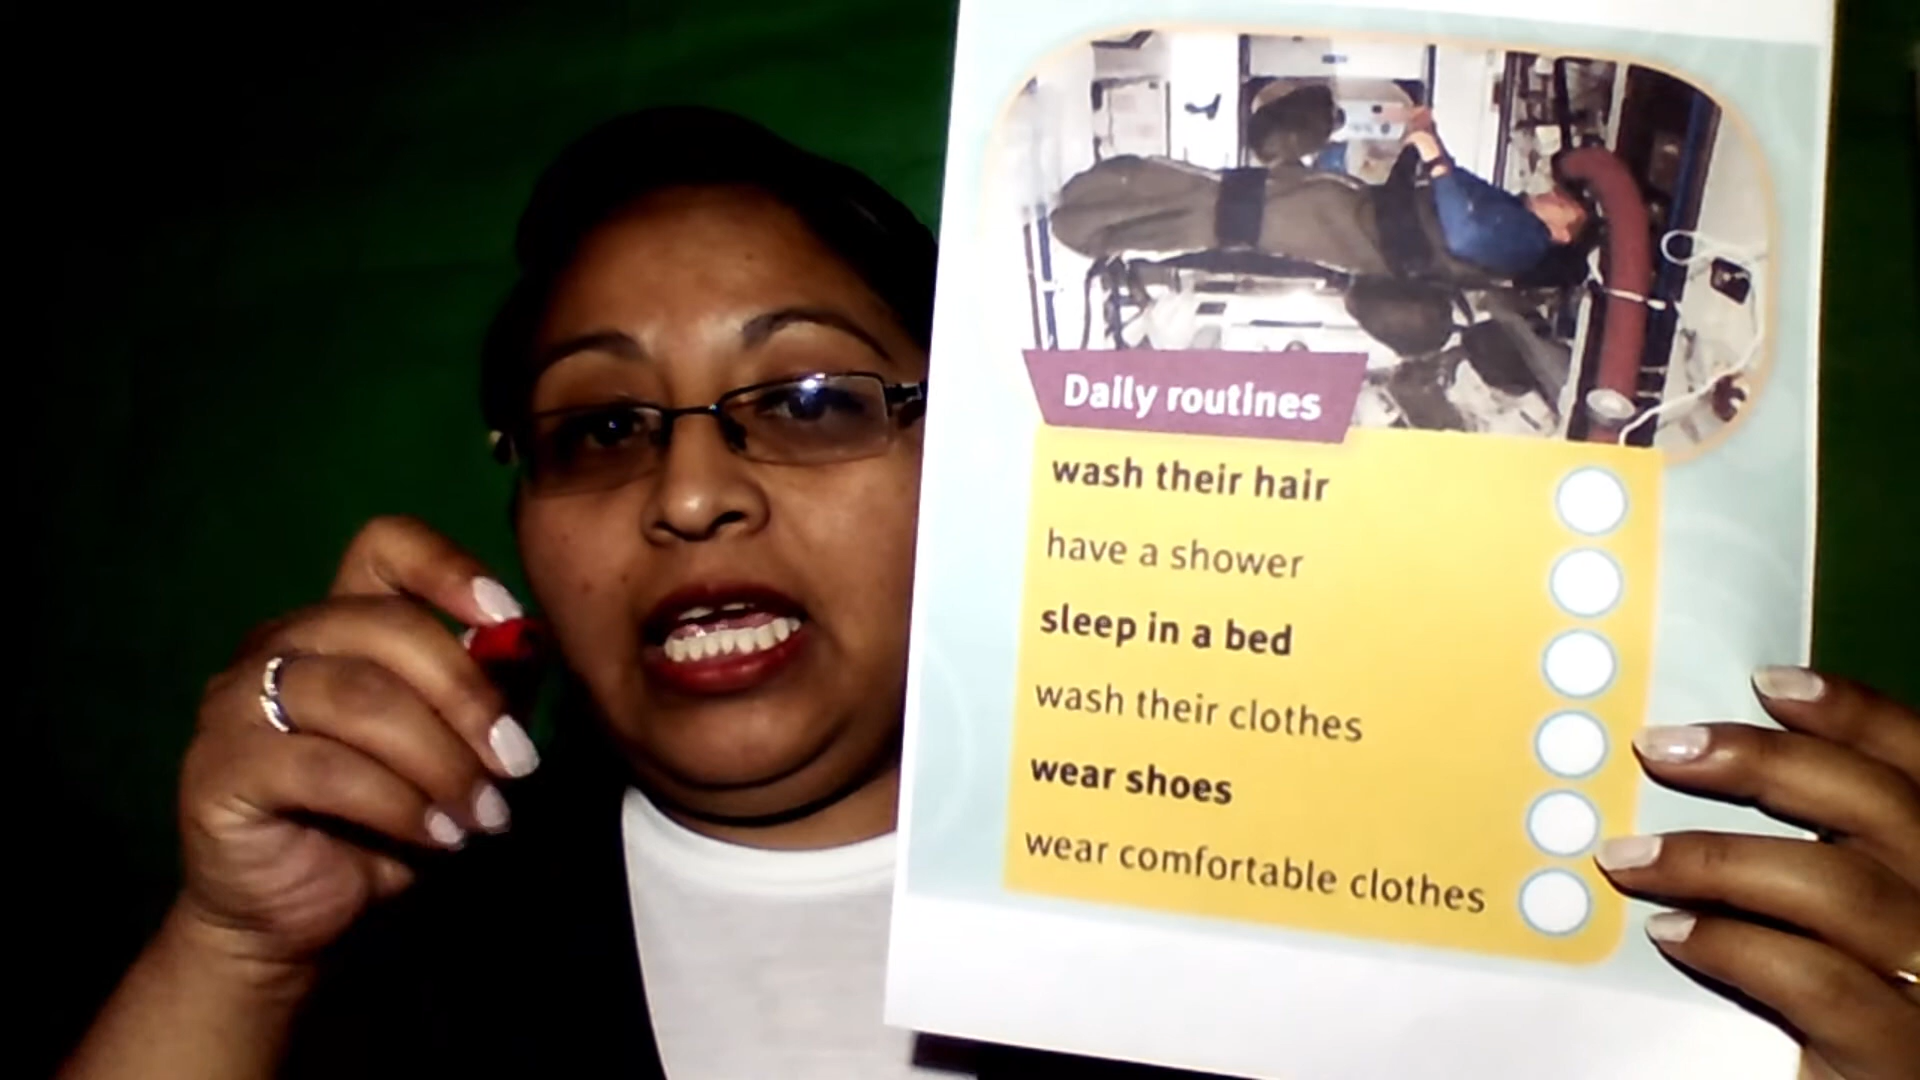 Daily routines
wash their hair
have a shower
sleep in a bed
wash their clothes
wear shoes
wear comfortable clothes